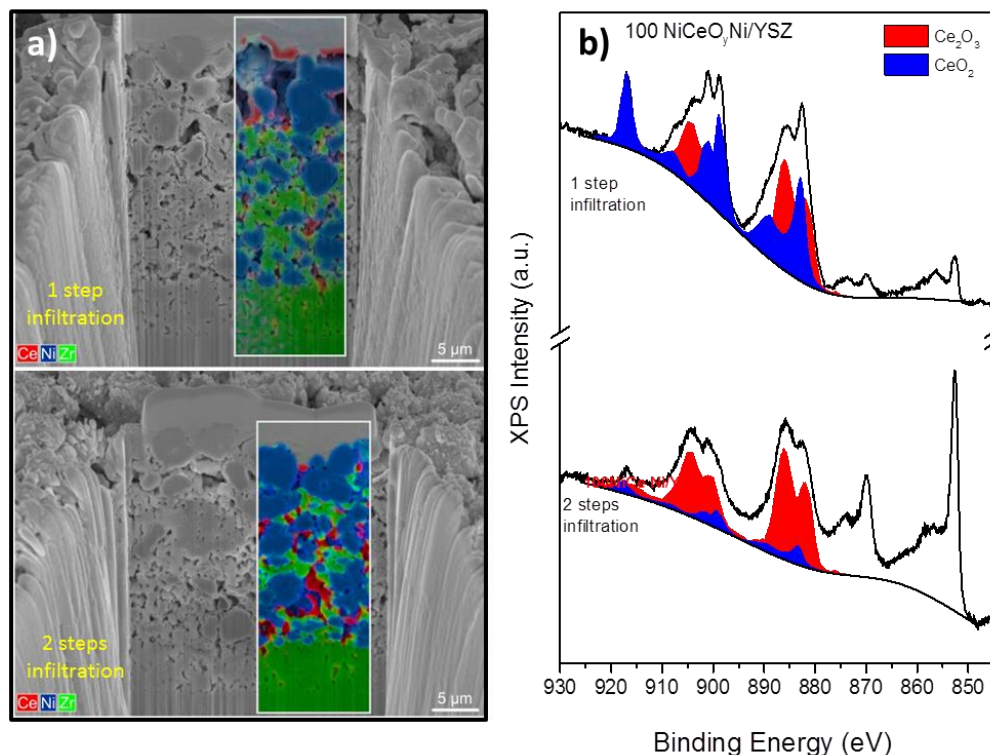 a)
1 step
infiltration
Ce Ni Zr
5 µm
2 steps
infiltration
Ce Ni Zr
5 µm
b)
100 NiCeOyNi/YSZ
Ce2O3
CeO2
1 step
infiltration
2 steps
infiltration
XPS Intensity (a.u.)
930 920 910 900 890 880 870 860 850
Binding Energy (eV)